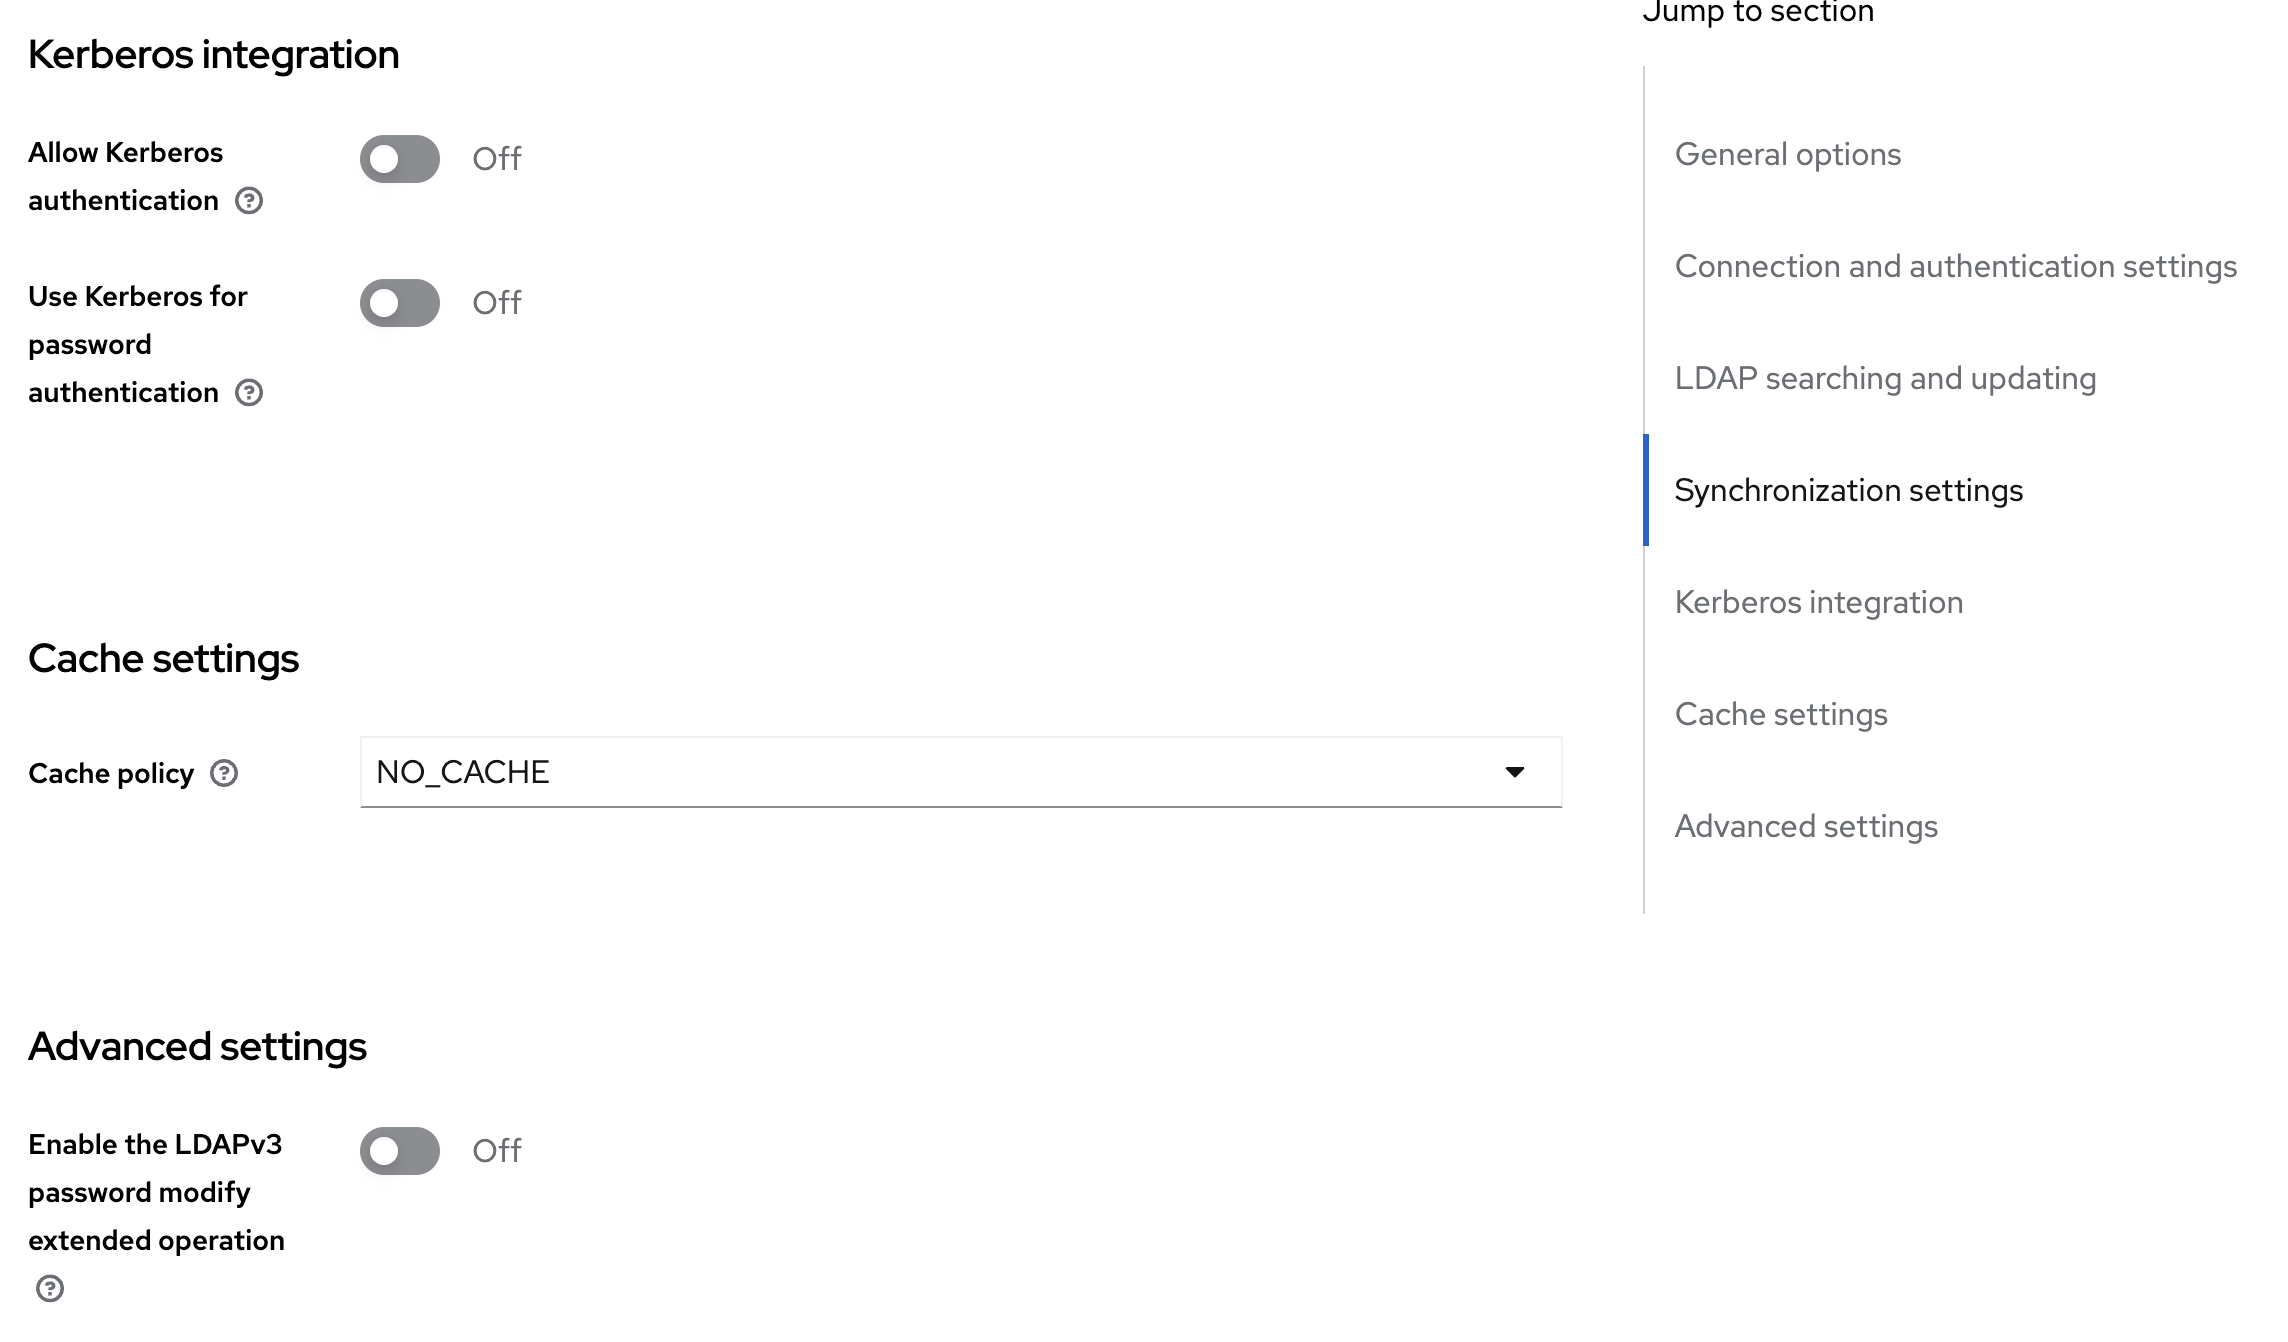 Kerberos integration
Allow Kerberos
authentication
Off
Use Kerberos for
password
authentication
Off
Cache settings
Cache policy
NO_CACHE
Advanced settings
Enable the LDAPv3
password modify
extended operation
Off
Jump to section
General options
Connection and authentication settings
LDAP searching and updating
Synchronization settings
Kerberos integration
Cache settings
Advanced settings